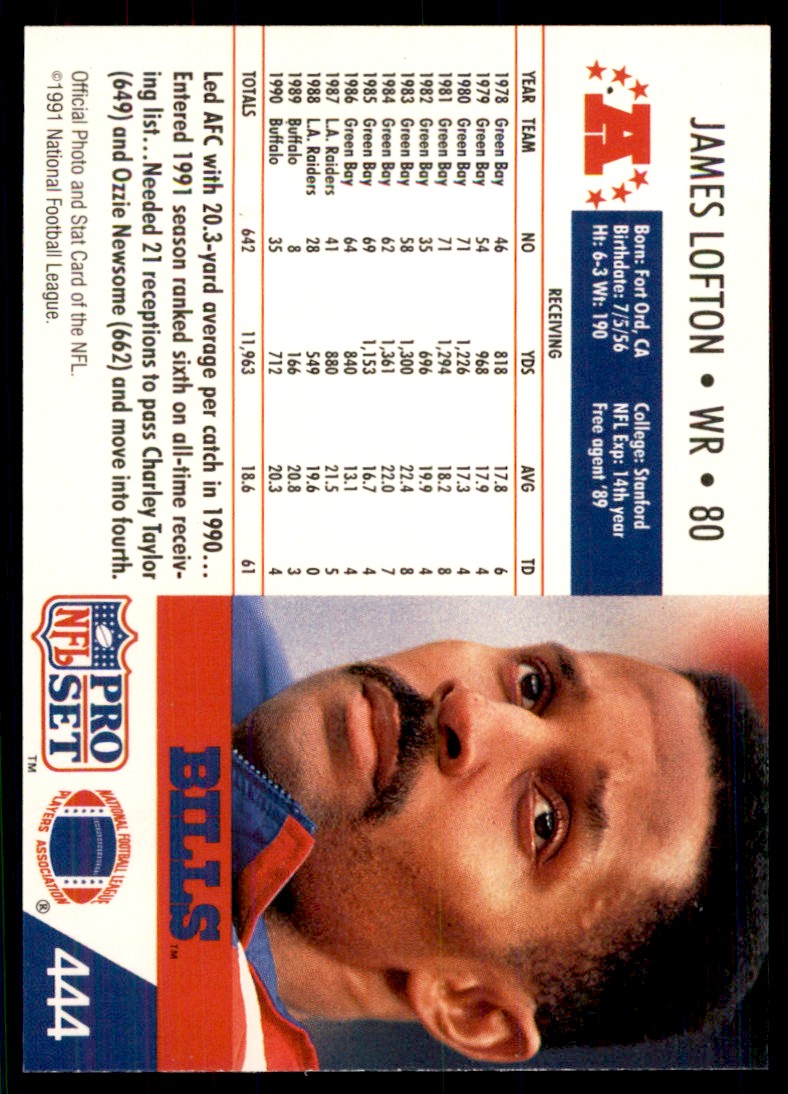 JAMES LOFTON • WR • 80
A
Born: Fort Ord, CA College: Stanford
Birthdate: 7/5/56 NFL Exp: 14th year
Ht: 6-3 Wt: 190 Free agent '89
RECEIVING
YEAR TEAM NO YDS AVG TD
1978 Green Bay 46 818 17.8 6
1979 Green Bay 54 968 17.9 4
1980 Green Bay 71 1,226 17.3 4
1981 Green Bay 71 1,294 18.2 8
1982 Green Bay 35 696 19.9 4
1983 Green Bay 58 1,300 22.4 8
1984 Green Bay 62 1,361 22.0 7
1985 Green Bay 69 1,153 16.7 4
1986 Green Bay 64 840 13.1 4
1987 L.A. Raiders 41 880 21.5 5
1988 L.A. Raiders 28 549 19.6 0
1989 Buffalo 8 166 20.8 3
1990 Buffalo 35 712 20.3 4
TOTALS 642 11,963 18.6 61
Led AFC with 20.3-yard average per catch in 1990...
Entered 1991 season ranked sixth on all-time receiv-
ing list...Needed 21 receptions to pass Charley Taylor
(649) and Ozzie Newsome (662) and move into fourth.
Official Photo and Stat Card of the NFL.
©1991 National Football League.
BILLS™
PRO
NFL SET™
NATIONAL FOOTBALL LEAGUE
PLAYERS ASSOCIATION®
444